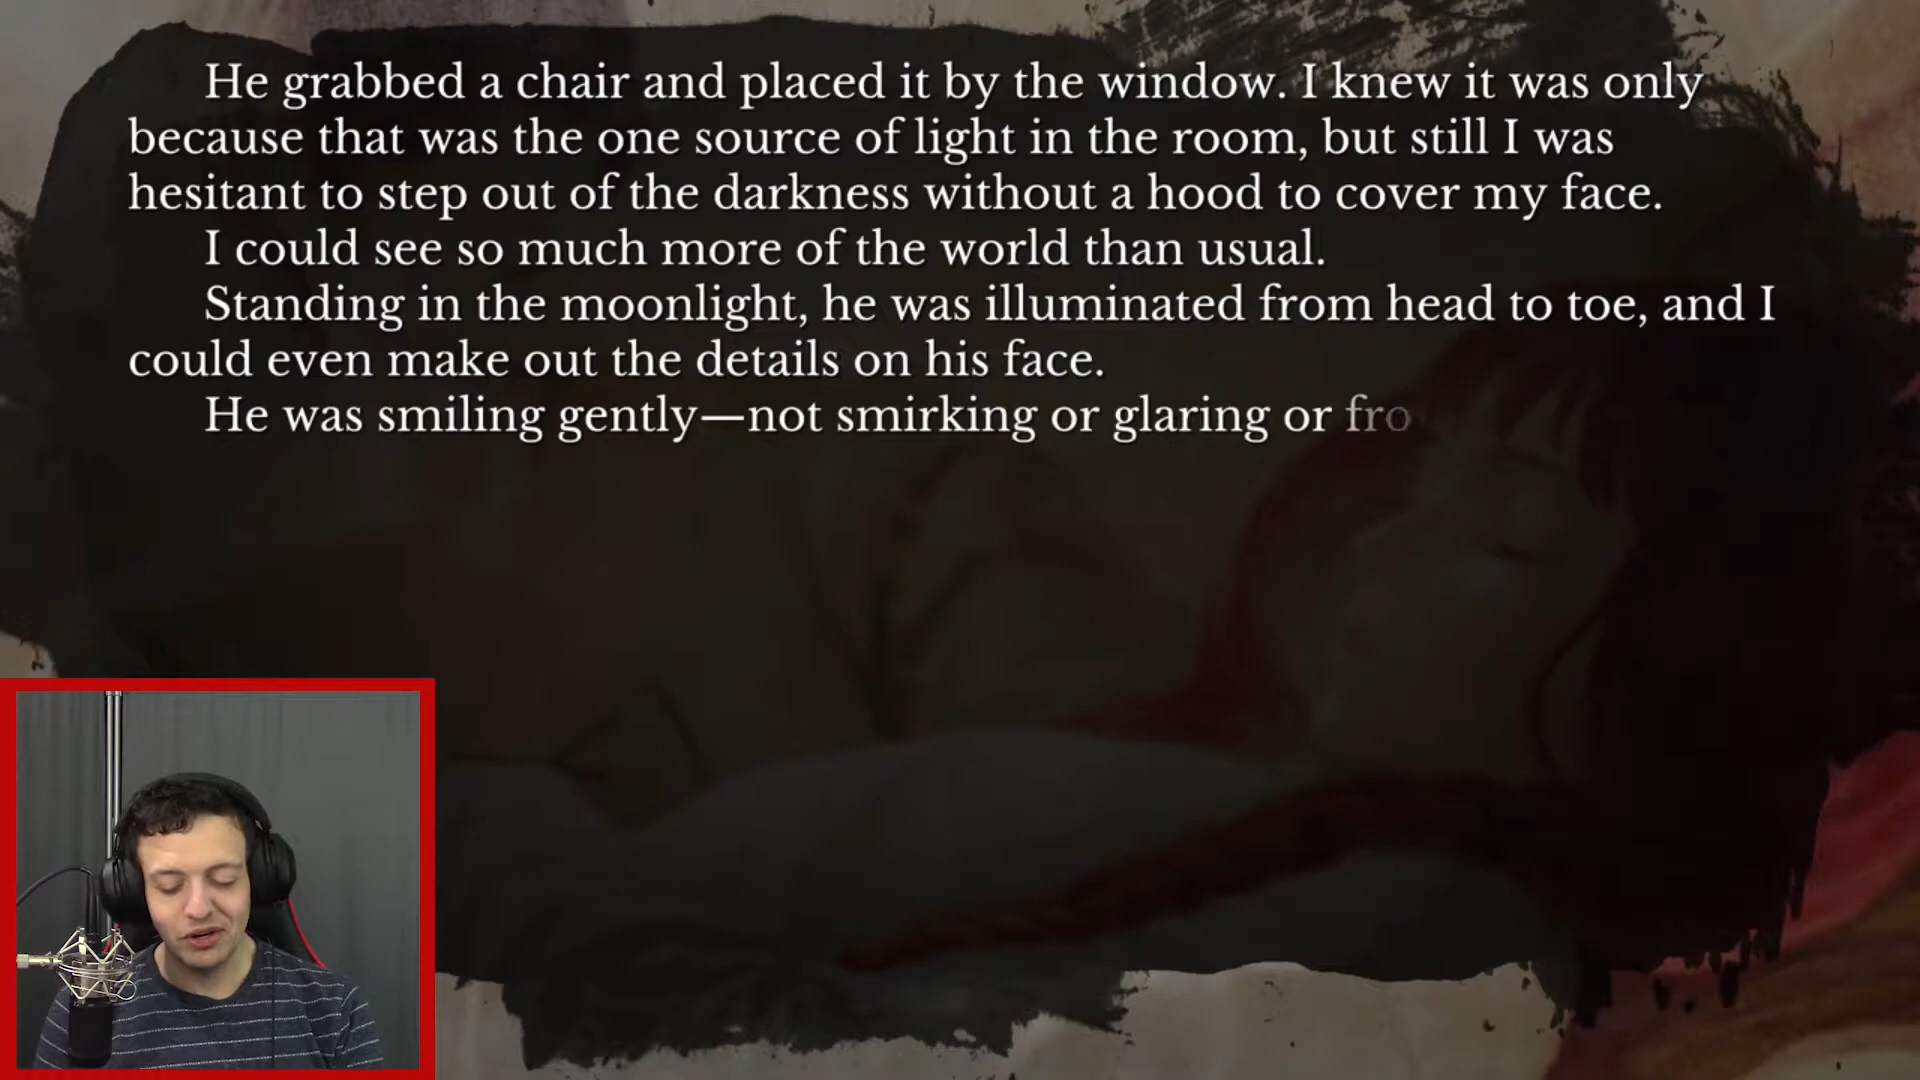 He grabbed a chair and placed it by the window. I knew it was only
because that was the one source of light in the room, but still I was
hesitant to step out of the darkness without a hood to cover my face.
I could see so much more of the world than usual.
Standing in the moonlight, he was illuminated from head to toe, and I
could even make out the details on his face.
He was smiling gently—not smirking or glaring or fro